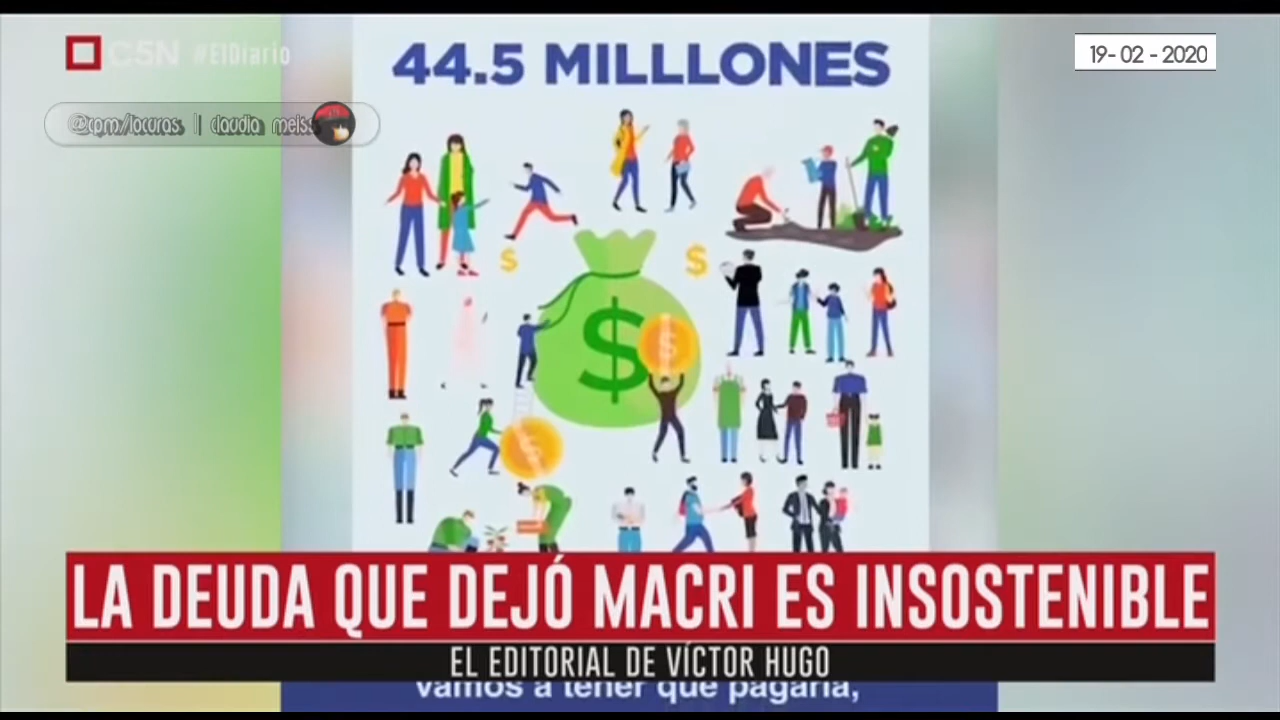 44.5 MILLLONES
C5N #ElDiario
19-02-2020
@cpm/locuras || claudia meiss
$
$
$
$
LA DEUDA QUE DEJÓ MACRI ES INSOSTENIBLE
EL EDITORIAL DE VÍCTOR HUGO
vamos a tener que pagarla,